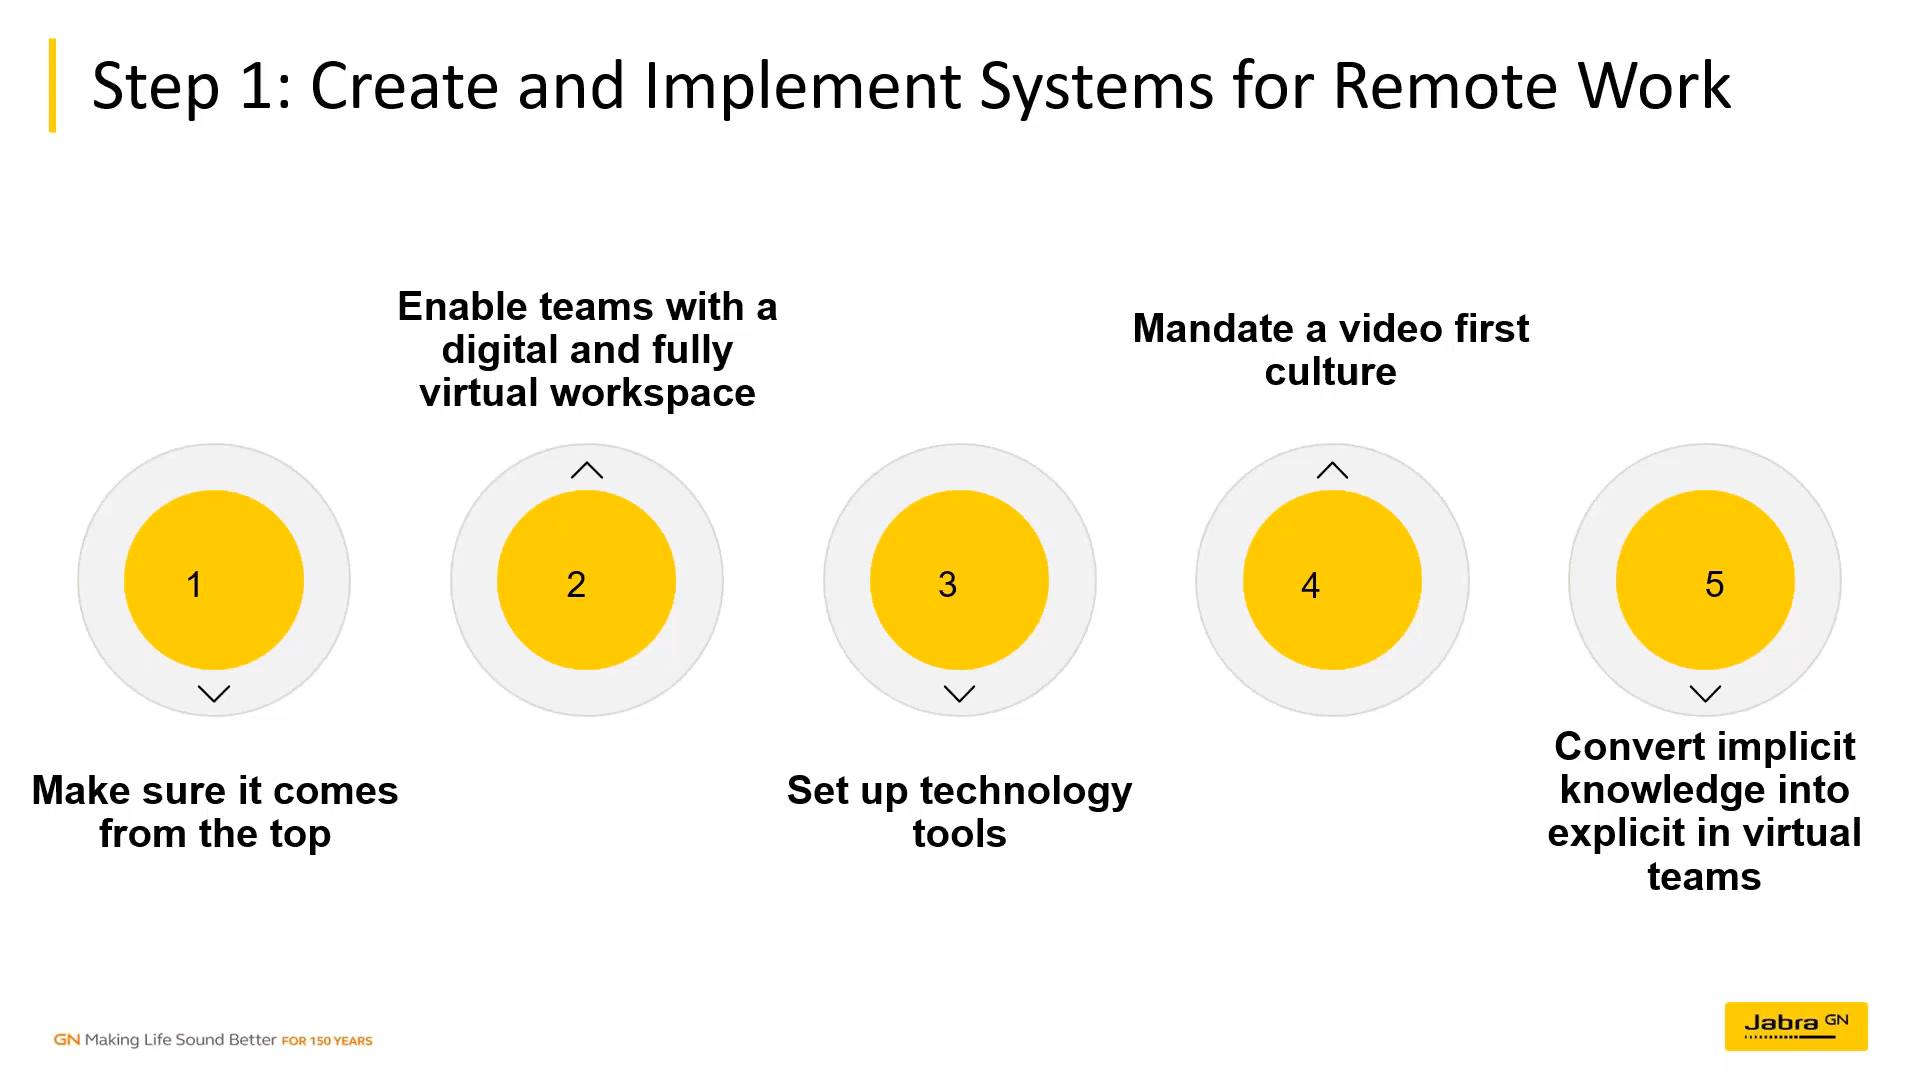 Step 1: Create and Implement Systems for Remote Work
Enable teams with a
digital and fully
virtual workspace
Mandate a video first
culture
1
2
3
4
5
Make sure it comes
from the top
Set up technology
tools
Convert implicit
knowledge into
explicit in virtual
teams
GN Making Life Sound Better FOR 150 YEARS
Jabra GN